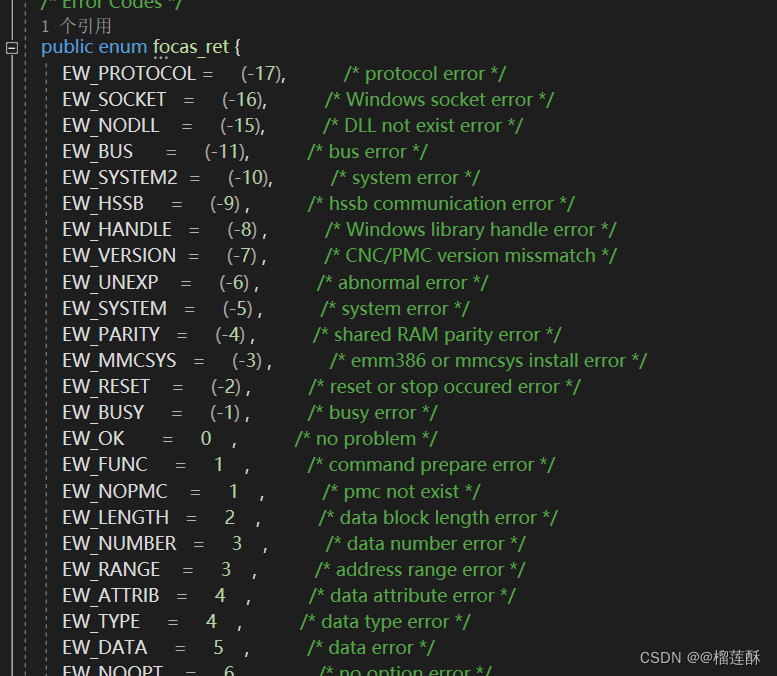 /* Error Codes */
1 个引用
public enum focas_ret {
EW_PROTOCOL = (-17), /* protocol error */
EW_SOCKET = (-16), /* Windows socket error */
EW_NODLL = (-15), /* DLL not exist error */
EW_BUS = (-11), /* bus error */
EW_SYSTEM2 = (-10), /* system error */
EW_HSSB = (-9) , /* hssb communication error */
EW_HANDLE = (-8) , /* Windows library handle error */
EW_VERSION = (-7) , /* CNC/PMC version missmatch */
EW_UNEXP = (-6) , /* abnormal error */
EW_SYSTEM = (-5) , /* system error */
EW_PARITY = (-4) , /* shared RAM parity error */
EW_MMCSYS = (-3) , /* emm386 or mmcsys install error */
EW_RESET = (-2) , /* reset or stop occured error */
EW_BUSY = (-1) , /* busy error */
EW_OK = 0 , /* no problem */
EW_FUNC = 1 , /* command prepare error */
EW_NOPMC = 1 , /* pmc not exist */
EW_LENGTH = 2 , /* data block length error */
EW_NUMBER = 3 , /* data number error */
EW_RANGE = 3 , /* address range error */
EW_ATTRIB = 4 , /* data attribute error */
EW_TYPE = 4 , /* data type error */
EW_DATA = 5 , /* data error */
EW_NOOPT = 6 /* no option error */
CSDN @@榴莲酥